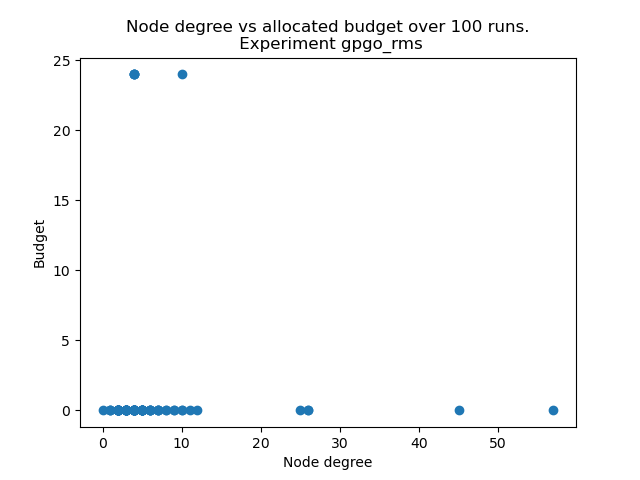 Node degree vs allocated budget over 100 runs.
Experiment gpgo_rms
25
20
15
10
5
0
Budget
0 10 20 30 40 50
Node degree